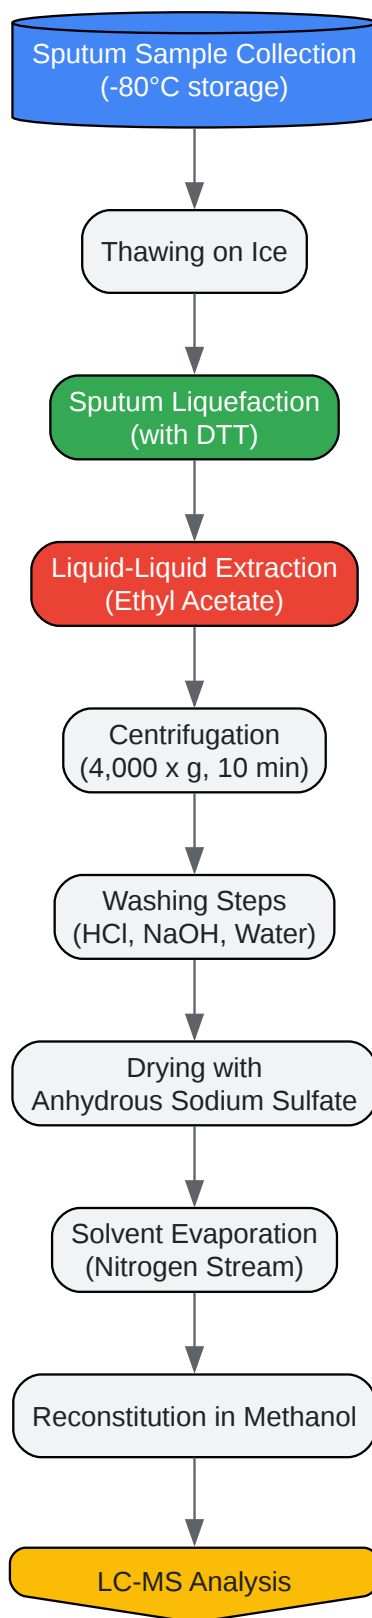 Sputum Sample Collection
(-80°C storage)
Thawing on Ice
Sputum Liquefaction
(with DTT)
Liquid-Liquid Extraction
(Ethyl Acetate)
Centrifugation
(4,000 x g, 10 min)
Washing Steps
(HCl, NaOH, Water)
Drying with
Anhydrous Sodium Sulfate
Solvent Evaporation
(Nitrogen Stream)
Reconstitution in Methanol
LC-MS Analysis